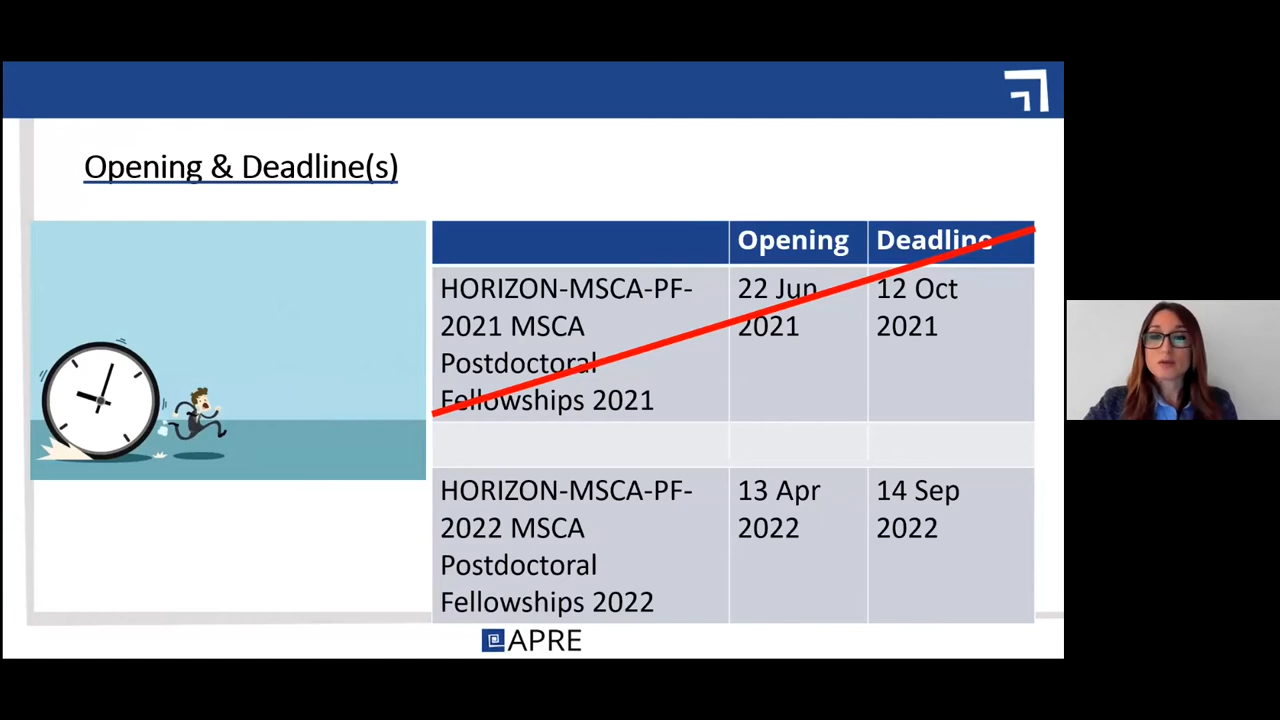 Opening & Deadline(s)
Opening Deadline
HORIZON-MSCA-PF-
2021 MSCA
Postdoctoral
Fellowships 2021
22 Jun
2021
12 Oct
2021
HORIZON-MSCA-PF-
2022 MSCA
Postdoctoral
Fellowships 2022
13 Apr
2022
14 Sep
2022
APRE